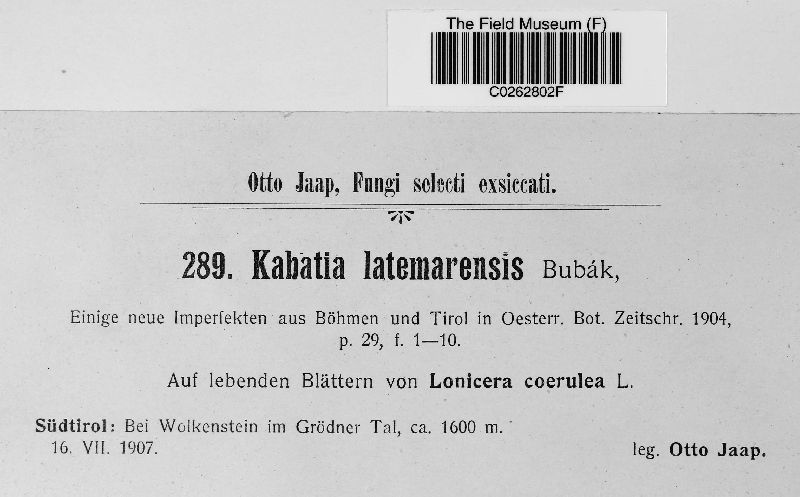 The Field Museum (F)
C0262802F
Otto Jaap, Fungi selecti exsiccati.
289. Kabatia latemarensis Bubák,
Einige neue Imperfekten aus Böhmen und Tirol in Oesterr. Bot. Zeitschr. 1904,
p. 29, f. 1—10.
Auf lebenden Blättern von Lonicera coerulea L.
Südtirol: Bei Wolkenstein im Grödner Tal, ca. 1600 m.
16. VII. 1907. leg. Otto Jaap.